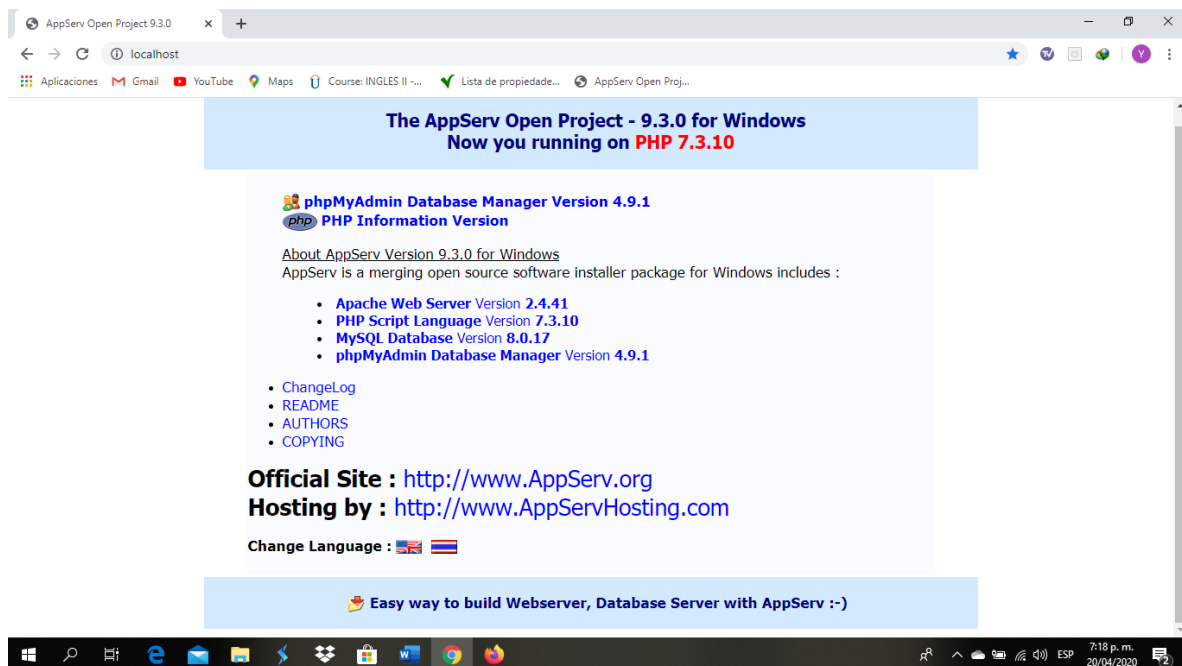 AppServ Open Project 9.3.0
localhost
Y
Aplicaciones
Gmail
YouTube
Maps
Course: INGLES II -...
Lista de propiedade...
AppServ Open Proj...
The AppServ Open Project - 9.3.0 for Windows
Now you running on PHP 7.3.10
phpMyAdmin Database Manager Version 4.9.1
php PHP Information Version
About AppServ Version 9.3.0 for Windows
AppServ is a merging open source software installer package for Windows includes :
• Apache Web Server Version 2.4.41
• PHP Script Language Version 7.3.10
• MySQL Database Version 8.0.17
• phpMyAdmin Database Manager Version 4.9.1
• ChangeLog
• README
• AUTHORS
• COPYING
Official Site : http://www.AppServ.org
Hosting by : http://www.AppServHosting.com
Change Language :
Easy way to build Webserver, Database Server with AppServ :-)
ESP
7:18 p. m.
20/04/2020
2